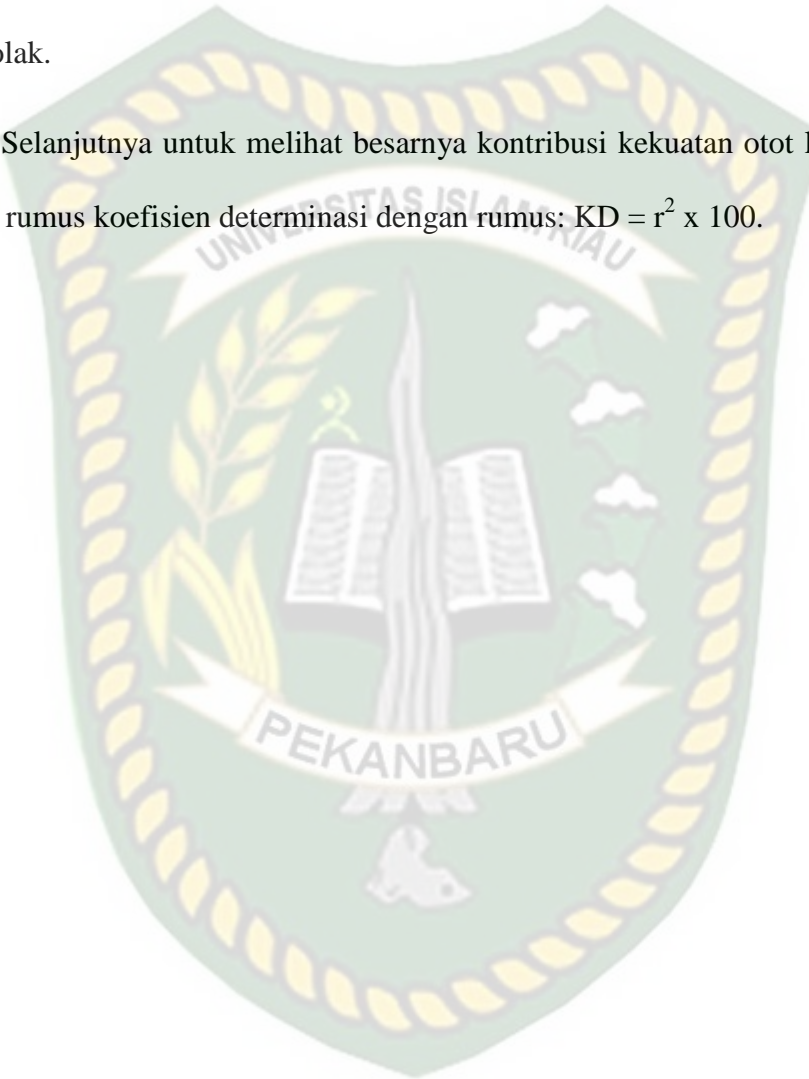 olak.
Selanjutnya untuk melihat besarnya kontribusi kekuatan otot
rumus koefisien determinasi dengan rumus: KD = r² x 100.
UNIVERSITAS ISLAM RIAU
PEKANBARU